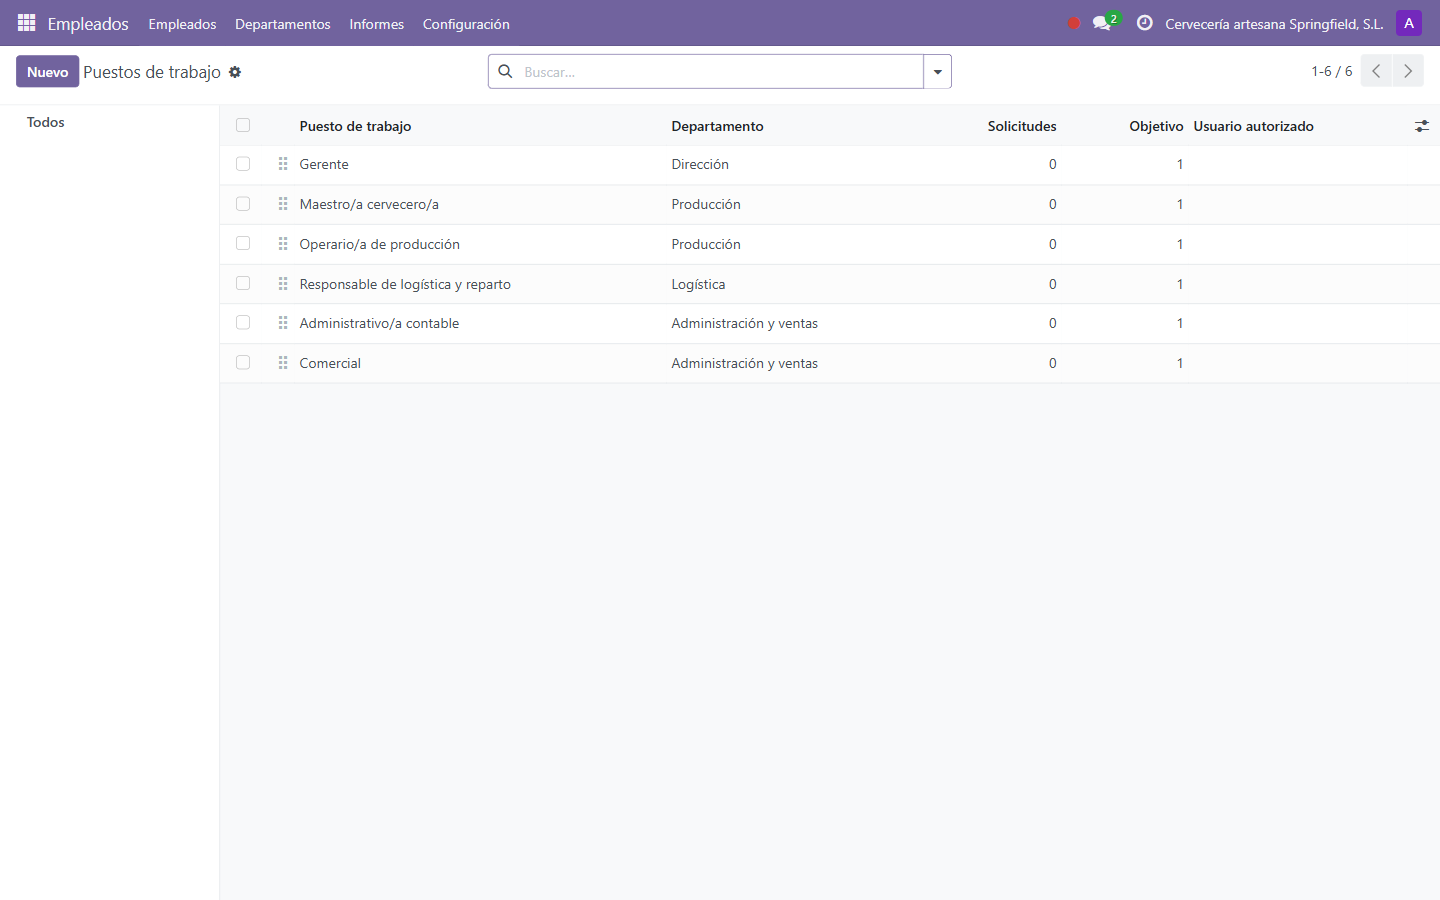 Empleados Empleados Departamentos Informes Configuración 2 Cervecería artesana Springfield, S.L. A
Nuevo Puestos de trabajo Buscar... 1-6 / 6
Todos
Puesto de trabajo Departamento Solicitudes Objetivo Usuario autorizado
Gerente Dirección 0 1
Maestro/a cervecero/a Producción 0 1
Operario/a de producción Producción 0 1
Responsable de logística y reparto Logística 0 1
Administrativo/a contable Administración y ventas 0 1
Comercial Administración y ventas 0 1